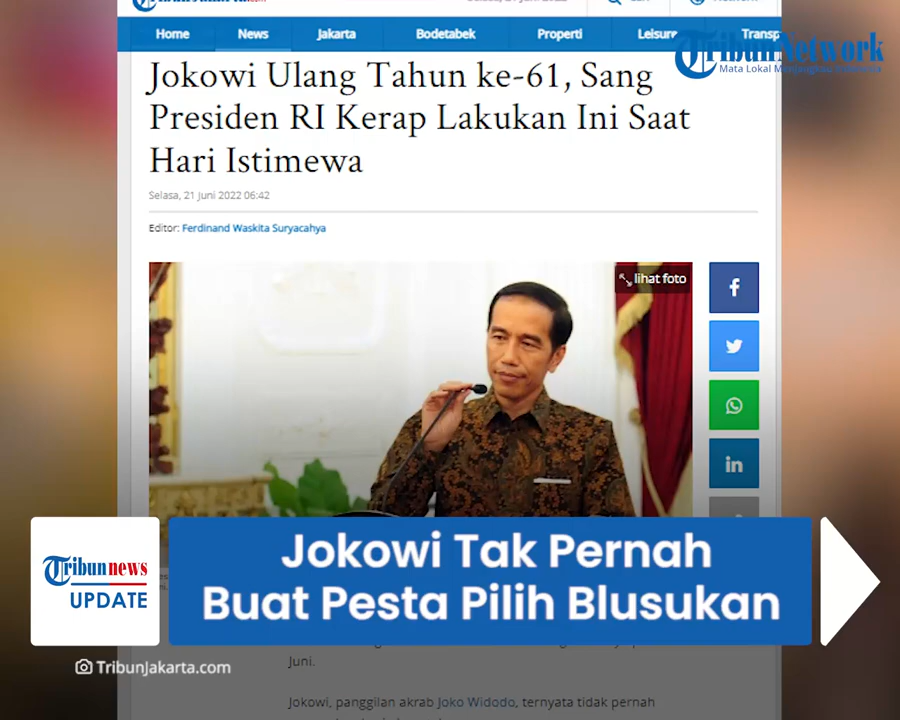 Home News Jakarta Bodetabek Properti Leisure Transp
TribunNetwork
Jokowi Ulang Tahun ke-61, Sang
Presiden RI Kerap Lakukan Ini Saat
Hari Istimewa
Selasa, 21 Juni 2022 06:42
Editor: Ferdinand Waskita Suryacahya
lihat foto
Tribunnews
UPDATE
Jokowi Tak Pernah
Buat Pesta Pilih Blusukan
TribunJakarta.com
Juni.
Jokowi, panggilan akrab Joko Widodo, ternyata tidak pernah